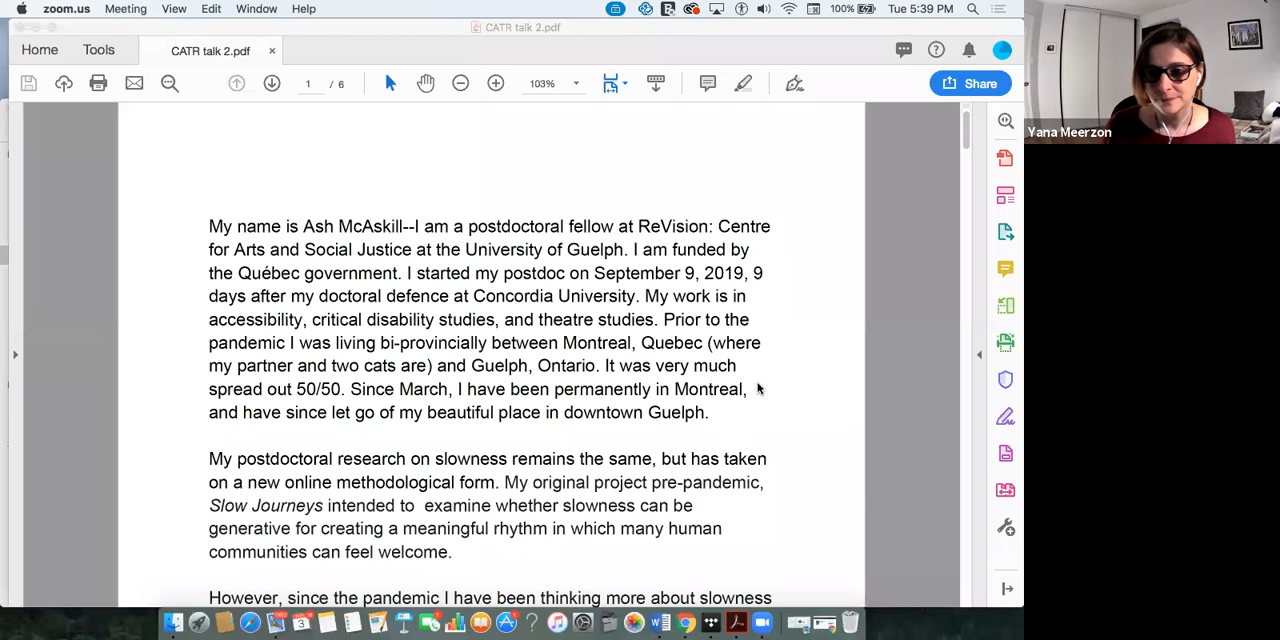 zoom.us Meeting View Edit Window Help 100% Tue 5:39 PM
CATR talk 2.pdf
Home Tools CATR talk 2.pdf ×
1 / 6 103% Share
Yana Meerzon
My name is Ash McAskill--I am a postdoctoral fellow at ReVision: Centre
for Arts and Social Justice at the University of Guelph. I am funded by
the Québec government. I started my postdoc on September 9, 2019, 9
days after my doctoral defence at Concordia University. My work is in
accessibility, critical disability studies, and theatre studies. Prior to the
pandemic I was living bi-provincially between Montreal, Quebec (where
my partner and two cats are) and Guelph, Ontario. It was very much
spread out 50/50. Since March, I have been permanently in Montreal,
and have since let go of my beautiful place in downtown Guelph.
My postdoctoral research on slowness remains the same, but has taken
on a new online methodological form. My original project pre-pandemic,
Slow Journeys intended to  examine whether slowness can be
generative for creating a meaningful rhythm in which many human
communities can feel welcome.
However, since the pandemic I have been thinking more about slowness